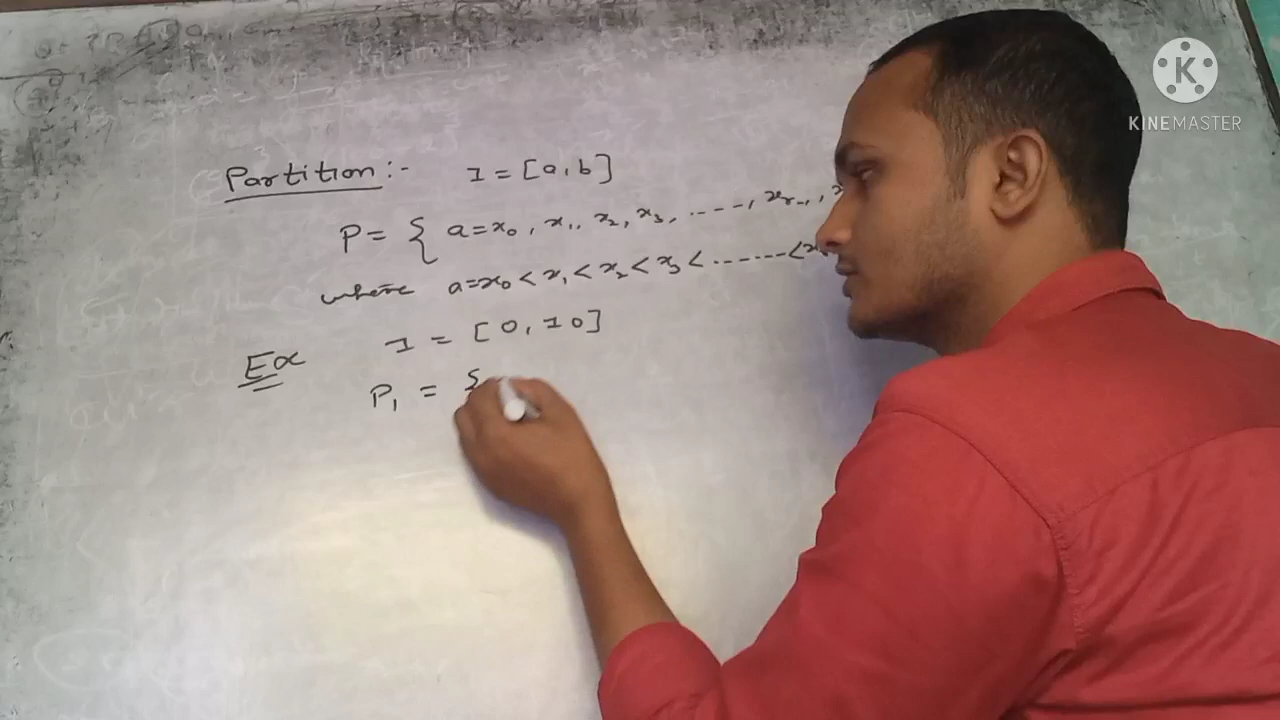 Partition :- I = [a, b]
P = { a = x₀, x₁, x₂, x₃, ......, xᵣ₋₁,
where a = x₀ < x₁ < x₂ < x₃ < ...... <
Ex I = [0, 10]
P₁ = {
K
KINEMASTER